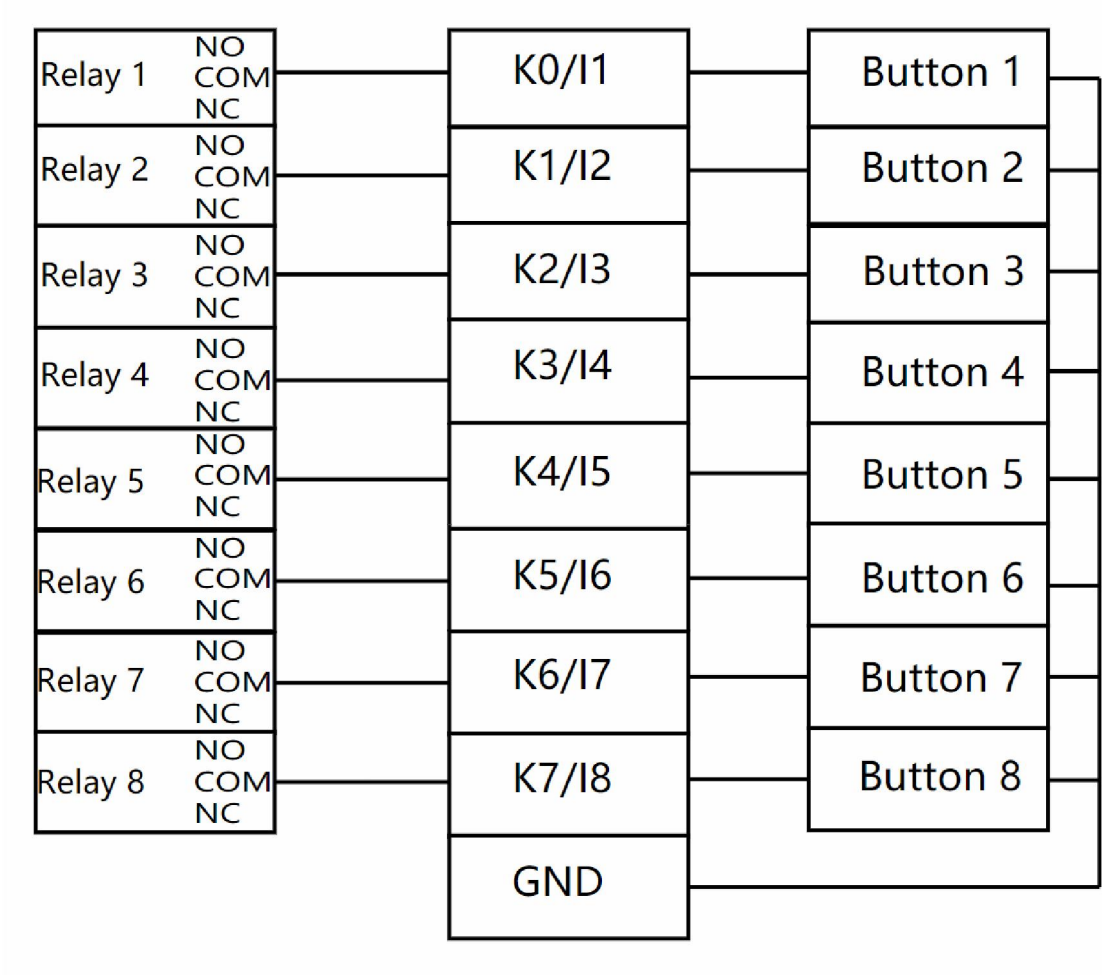 NO
Relay 1 COM
NC
K0/I1
Button 1
NO
Relay 2 COM
NC
K1/I2
Button 2
NO
Relay 3 COM
NC
K2/I3
Button 3
NO
Relay 4 COM
NC
K3/I4
Button 4
NO
Relay 5 COM
NC
K4/I5
Button 5
NO
Relay 6 COM
NC
K5/I6
Button 6
NO
Relay 7 COM
NC
K6/I7
Button 7
NO
Relay 8 COM
NC
K7/I8
Button 8
GND